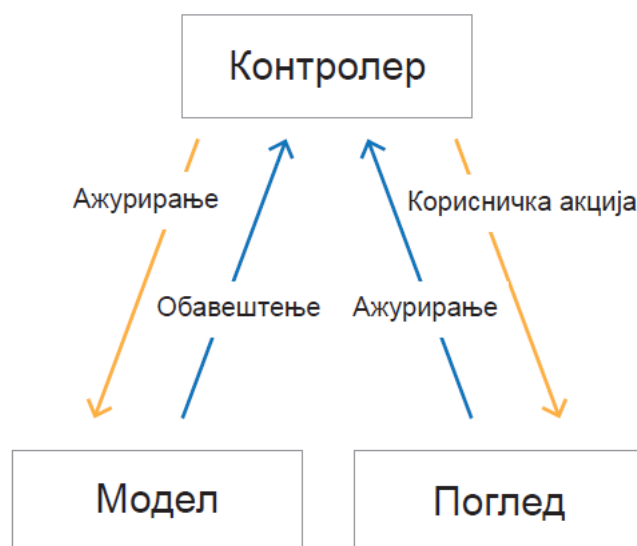 Контролер
Ажурирање
Корисничка акција
Обавештење
Ажурирање
Модел
Поглед